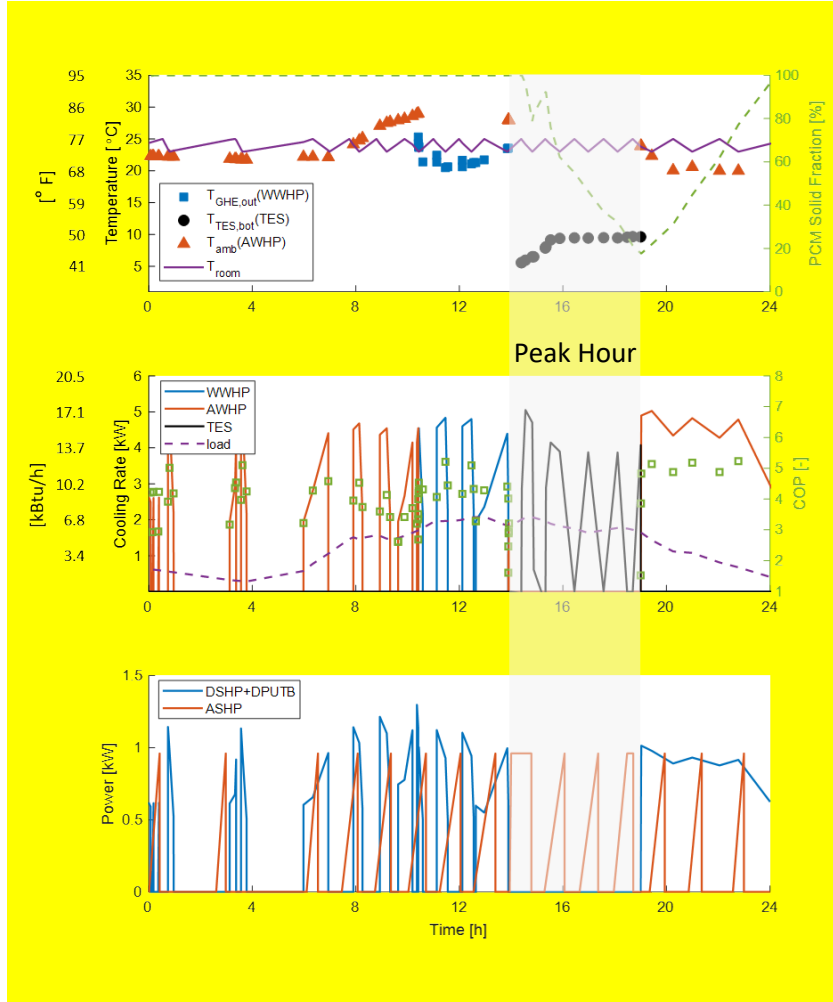 95
86
77
68
59
50
41
[° F]
35
30
25
20
15
10
5
Temperature [°C]
T_GHE,out(WWHP)
T_TES,bot(TES)
T_amb(AWHP)
T_room
100
80
60
40
20
0
PCM Solid Fraction [%]
0 4 8 12 16 20 24
Peak Hour
20.5
17.1
13.7
10.2
6.8
3.4
[kBtu/h]
6
5
4
3
2
1
Cooling Rate [kW]
WWHP
AWHP
TES
load
8
7
6
5
4
3
2
1
COP [-]
0 4 8 12 16 20 24
1.5
1
0.5
0
Power [kW]
DSHP+DPUTB
ASHP
0 4 8 12 16 20 24
Time [h]